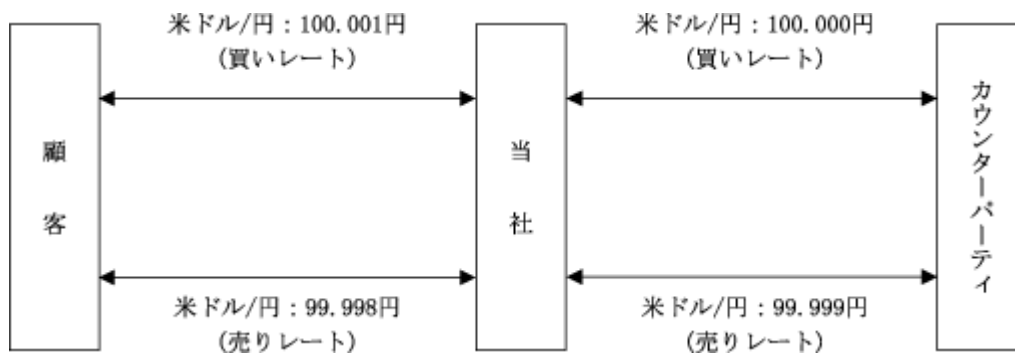 米ドル/円：100.001円
(買いレート)
米ドル/円：100.000円
(買いレート)
顧客
当社
カウンターパーティ
米ドル/円：99.998円
(売りレート)
米ドル/円：99.999円
(売りレート)